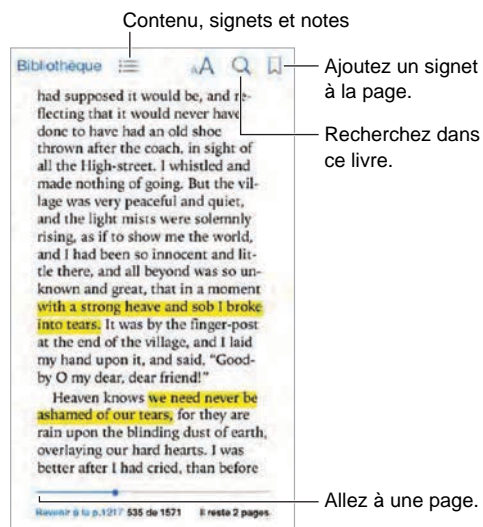 Contenu, signets et notes
Bibliothèque AA
Ajoutez un signet
à la page.
Recherchez dans
ce livre.
had supposed it would be, and re-
flecting that it would never have
done to have had an old shoe
thrown after the coach, in sight of
all the High-street. I whistled and
made nothing of going. But the vil-
lage was very peaceful and quiet,
and the light mists were solemnly
rising, as if to show me the world,
and I had been so innocent and lit-
tle there, and all beyond was so un-
known and great, that in a moment
with a strong heave and sob I broke
into tears. It was by the finger-post
at the end of the village, and I laid
my hand upon it, and said, “Good-
by O my dear, dear friend!”
Heaven knows we need never be
ashamed of our tears, for they are
rain upon the blinding dust of earth,
overlaying our hard hearts. I was
better after I had cried, than before
Allez à une page.
Revenir à la p.1217 535 de 1571 Il reste 2 pages